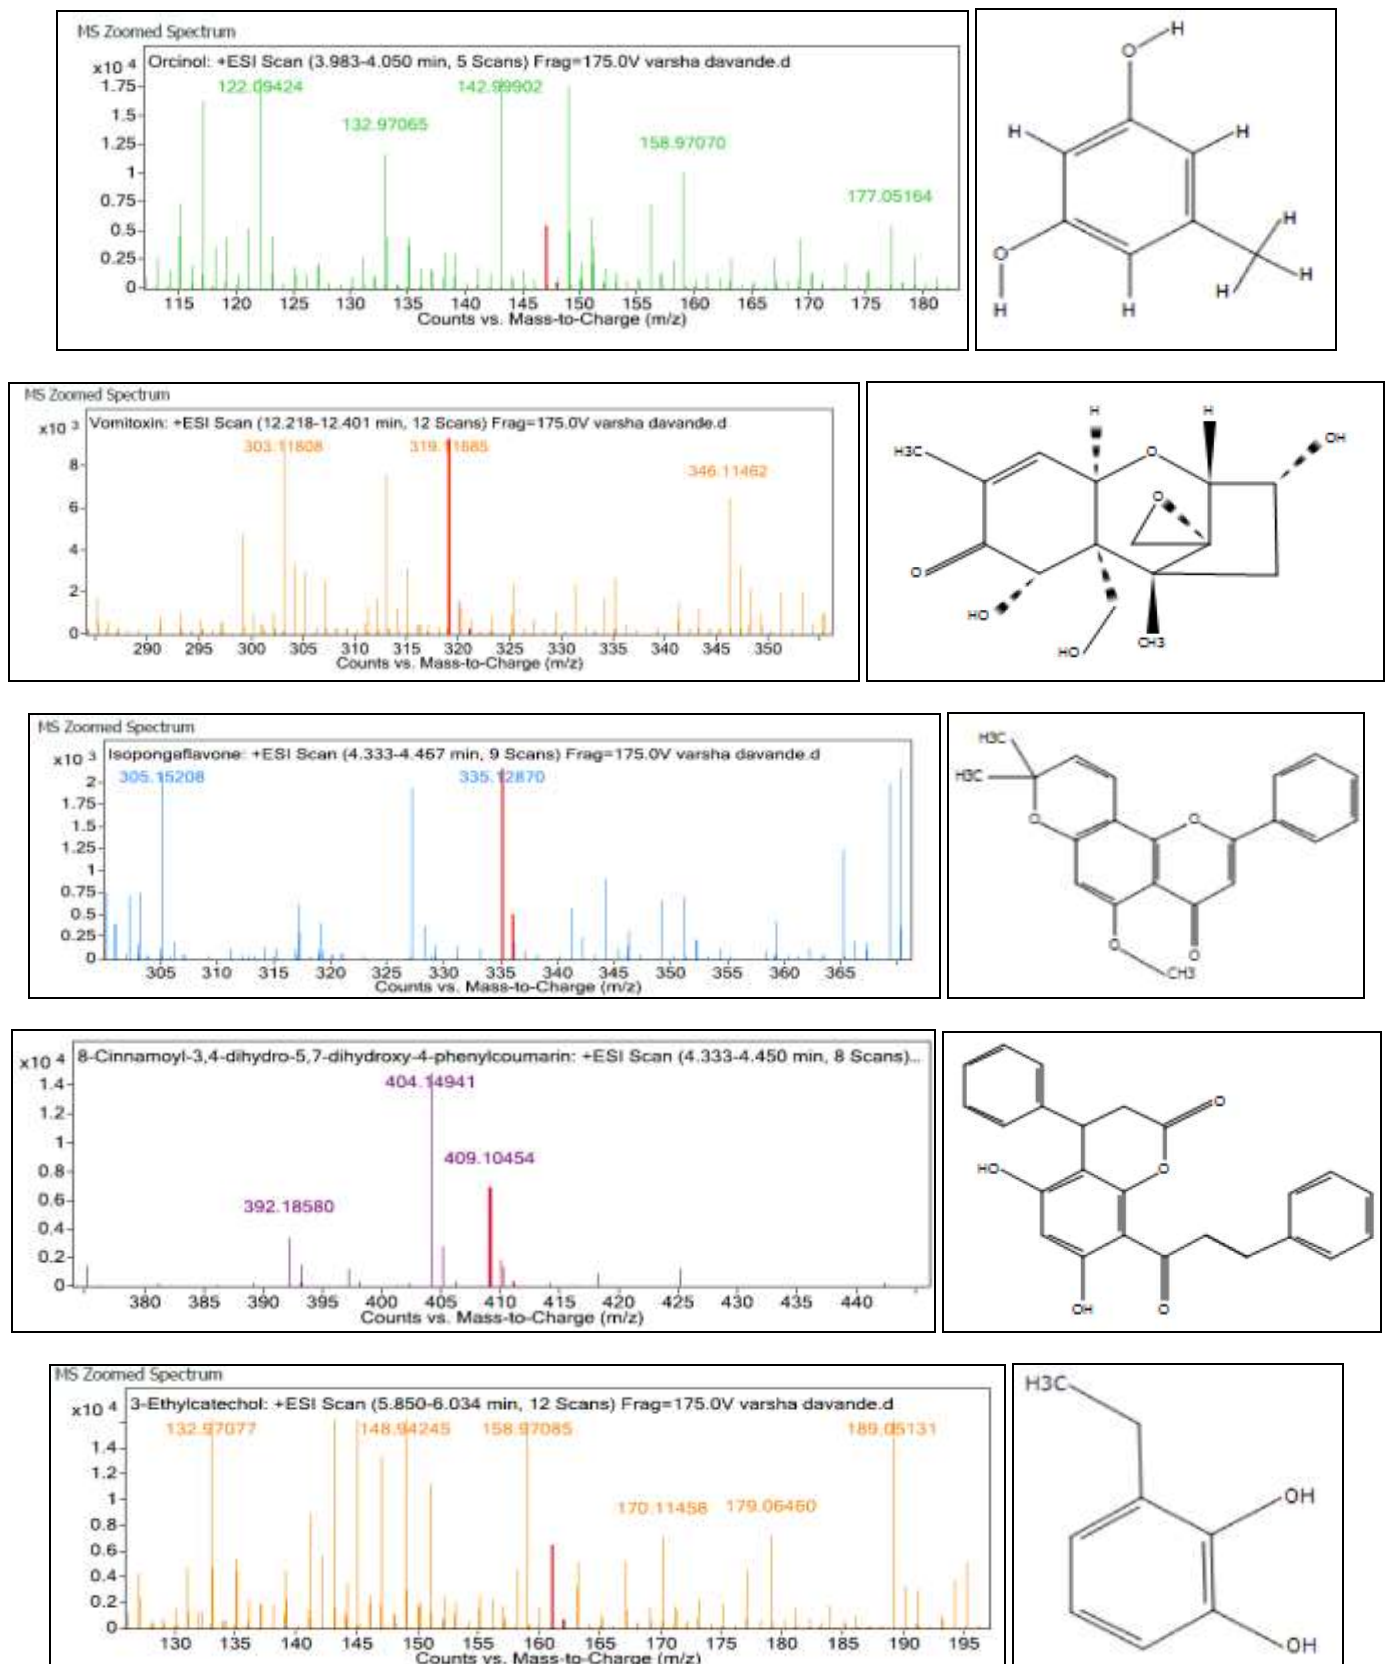 MS Zoomed Spectrum
x10 4
Orcinol: +ESI Scan (3.983-4.050 min, 5 Scans) Frag=175.0V varsha davande.d
1.75
1.5
1.25
1
0.75
0.5
0.25
0
122.09424
142.99902
132.97065
158.97070
177.05164
115 120 125 130 135 140 145 150 155 160 165 170 175 180
Counts vs. Mass-to-Charge (m/z)
H
O
H
H
H
O
H
H
H
H
MS Zoomed Spectrum
x10 3
Vomitoxin: +ESI Scan (12.218-12.401 min, 12 Scans) Frag=175.0V varsha davande.d
8
6
4
2
0
303.11808
319.11685
346.11462
290 295 300 305 310 315 320 325 330 335 340 345 350
Counts vs. Mass-to-Charge (m/z)
H
H
OH
H3C
O
O
O
HO
HO
CH3
MS Zoomed Spectrum
x10 3
Isopongaflavone: +ESI Scan (4.333-4.467 min, 9 Scans) Frag=175.0V varsha davande.d
2
1.75
1.5
1.25
1
0.75
0.5
0.25
0
305.15208
335.12870
305 310 315 320 325 330 335 340 345 350 355 360 365
Counts vs. Mass-to-Charge (m/z)
H3C
H3C
O
O
O
O
CH3
x10 4
8-Cinnamoyl-3,4-dihydro-5,7-dihydroxy-4-phenylcoumarin: +ESI Scan (4.333-4.450 min, 8 Scans)...
1.4
1.2
1
0.8
0.6
0.4
0.2
0
404.14941
409.10454
392.18580
380 385 390 395 400 405 410 415 420 425 430 435 440
Counts vs. Mass-to-Charge (m/z)
O
HO
O
OH
O
MS Zoomed Spectrum
x10 4
3-Ethylcatechol: +ESI Scan (5.850-6.034 min, 12 Scans) Frag=175.0V varsha davande.d
1.4
1.2
1
0.8
0.6
0.4
0.2
0
132.97077
148.94245
158.97085
189.05131
170.11458
179.06460
130 135 140 145 150 155 160 165 170 175 180 185 190 195
Counts vs. Mass-to-Charge (m/z)
H3C
OH
OH